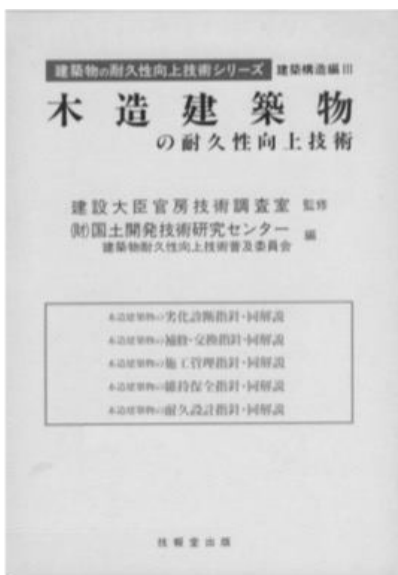 建築物の耐久性向上技術シリーズ 建築構造編III
木造建築物
の耐久性向上技術
建設大臣官房技術調査室 監修
(財)国土開発技術研究センター
建築物耐久性向上技術普及委員会 編
木造建築物の劣化診断指針・同解説
木造建築物の補修・交換指針・同解説
木造建築物の施工管理指針・同解説
木造建築物の維持保全指針・同解説
木造建築物の耐久設計指針・同解説
技報堂出版